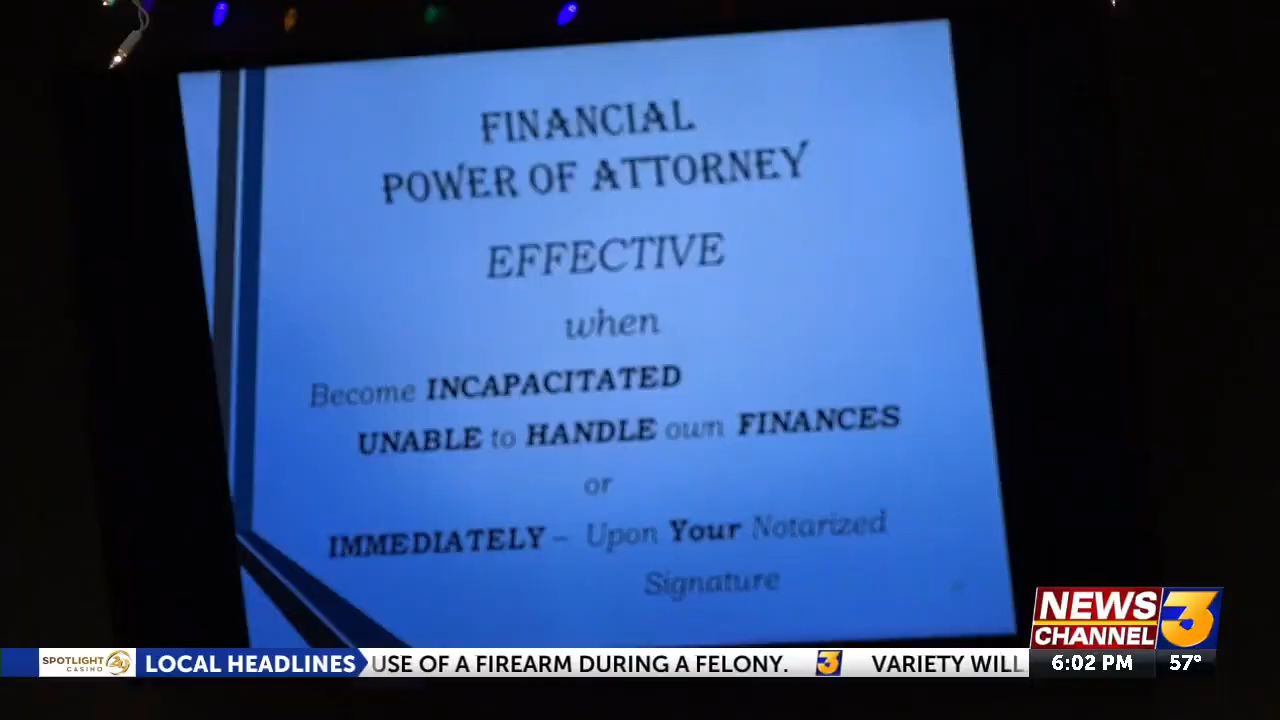 FINANCIAL
POWER OF ATTORNEY
EFFECTIVE
when
Become INCAPACITATED
UNABLE to HANDLE own FINANCES
or
IMMEDIATELY – Upon Your Notarized
Signature
NEWS
CHANNEL 3
SPOTLIGHT 29
CASINO
LOCAL HEADLINES
USE OF A FIREARM DURING A FELONY. 3 VARIETY WILL
6:02 PM 57°